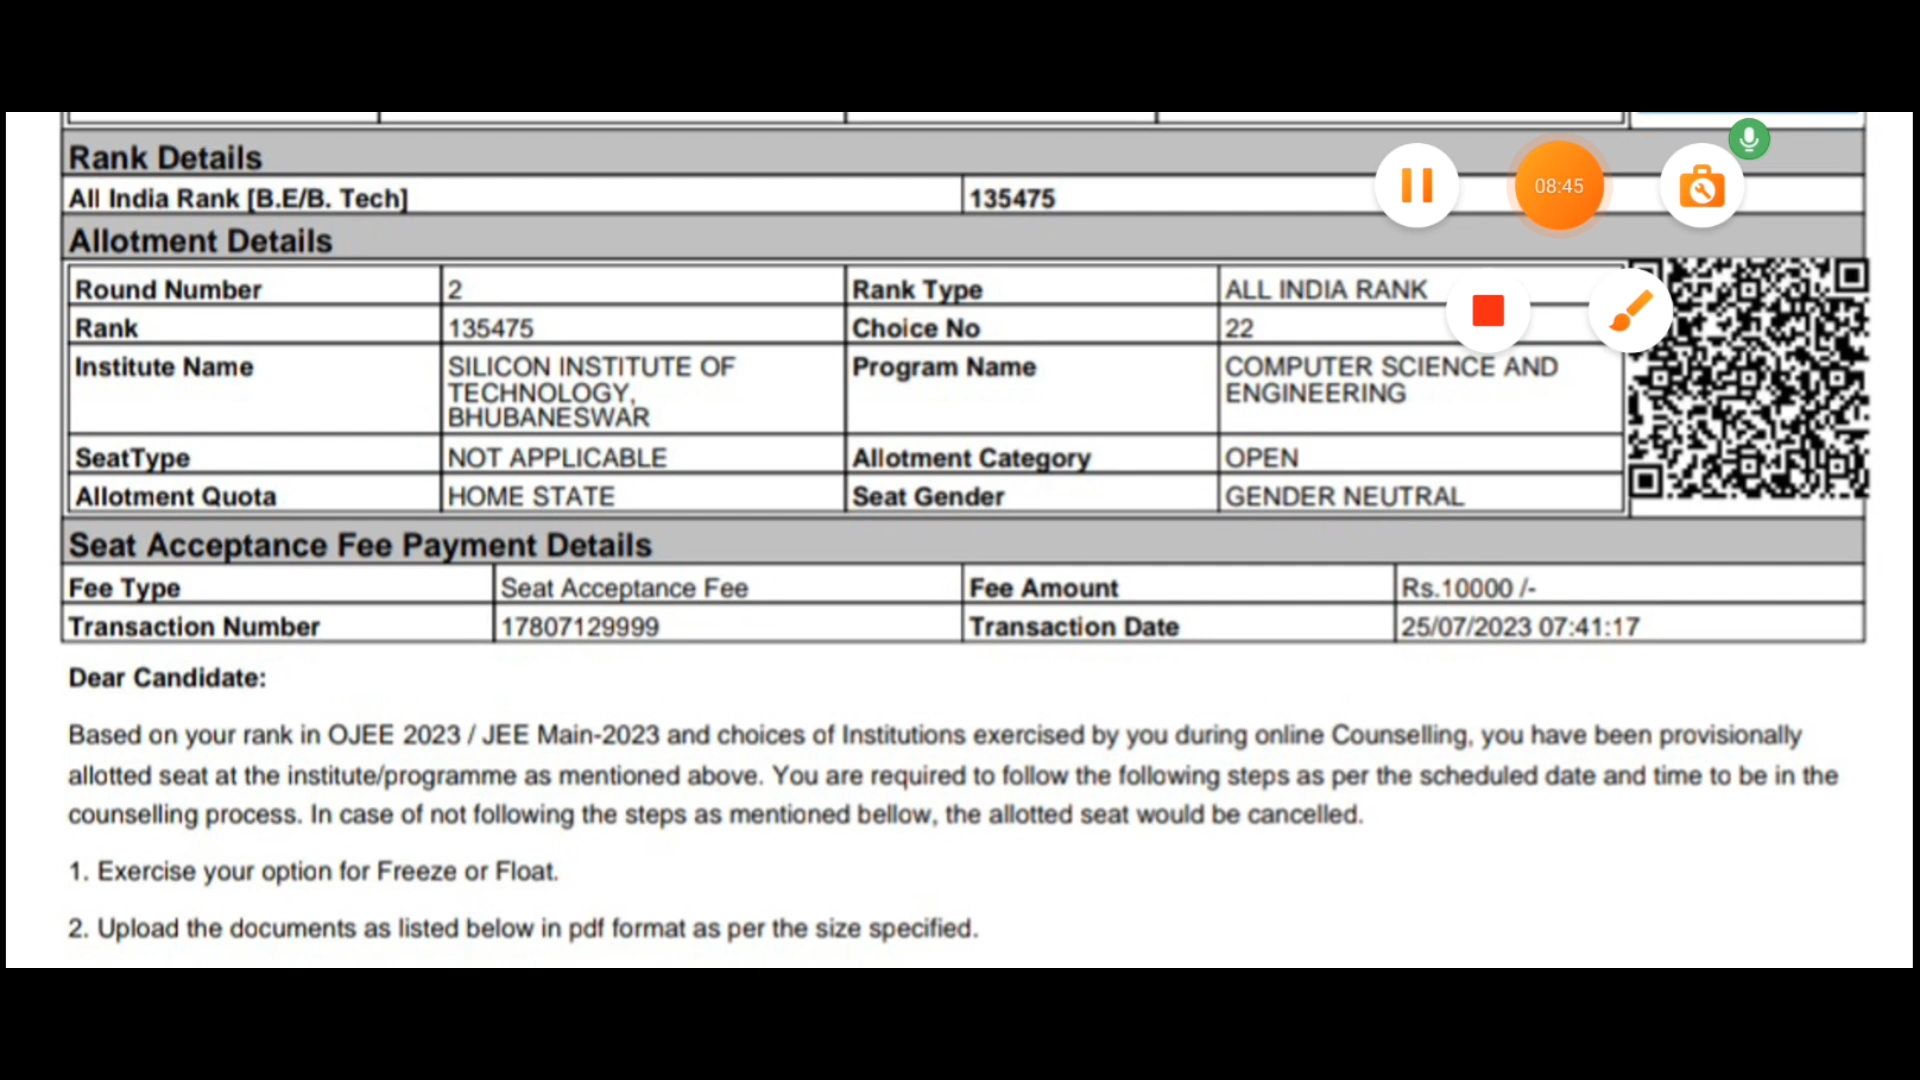 Rank Details
All India Rank [B.E/B. Tech] 135475
08:45
Allotment Details
Round Number 2 Rank Type ALL INDIA RANK
Rank 135475 Choice No 22
Institute Name SILICON INSTITUTE OF TECHNOLOGY, BHUBANESWAR Program Name COMPUTER SCIENCE AND ENGINEERING
SeatType NOT APPLICABLE Allotment Category OPEN
Allotment Quota HOME STATE Seat Gender GENDER NEUTRAL
Seat Acceptance Fee Payment Details
Fee Type Seat Acceptance Fee Fee Amount Rs.10000 /-
Transaction Number 17807129999 Transaction Date 25/07/2023 07:41:17
Dear Candidate:
Based on your rank in OJEE 2023 / JEE Main-2023 and choices of Institutions exercised by you during online Counselling, you have been provisionally
allotted seat at the institute/programme as mentioned above. You are required to follow the following steps as per the scheduled date and time to be in the
counselling process. In case of not following the steps as mentioned bellow, the allotted seat would be cancelled.
1. Exercise your option for Freeze or Float.
2. Upload the documents as listed below in pdf format as per the size specified.